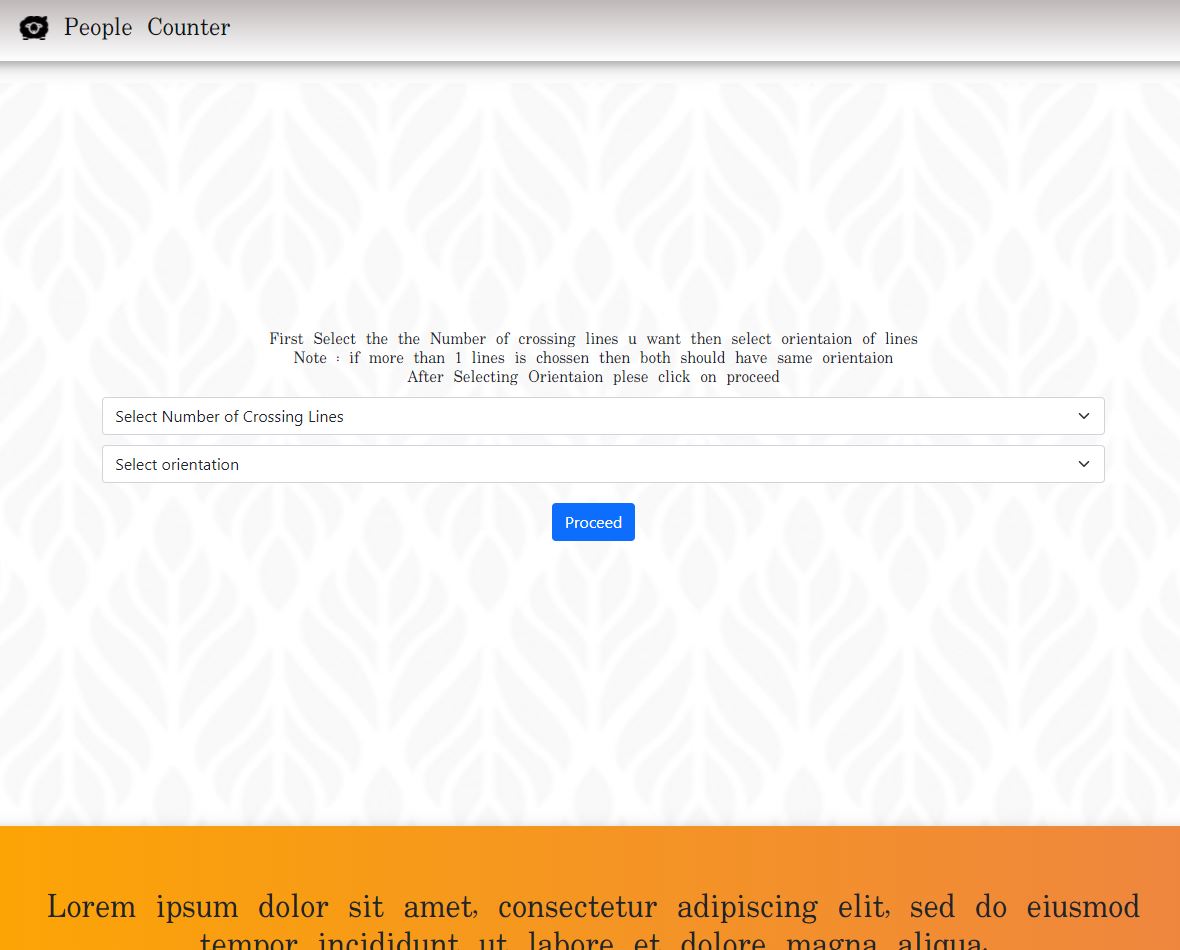 People Counter
First Select the the Number of crossing lines u want then select orientaion of lines
Note : if more than 1 lines is chossen then both should have same orientaion
After Selecting Orientaion plese click on proceed
Select Number of Crossing Lines
Select orientation
Proceed
Lorem ipsum dolor sit amet, consectetur adipiscing elit, sed do eiusmod
tempor incididunt ut labore et dolore magna aliqua.